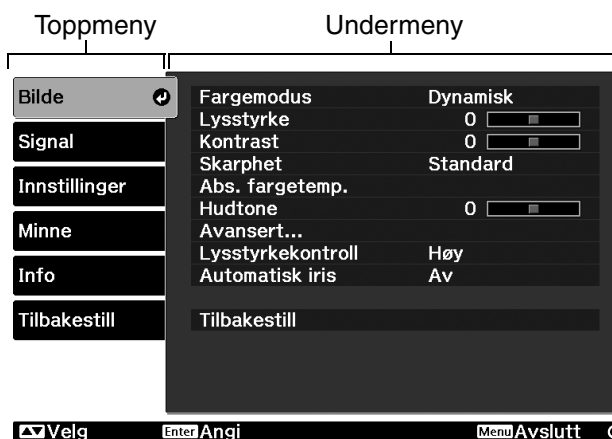 Toppmeny Undermeny
Bilde
Signal
Innstillinger
Minne
Info
Tilbakestill
Fargemodus Dynamisk
Lysstyrke 0
Kontrast 0
Skarphet Standard
Abs. fargetemp.
Hudtone 0
Avansert...
Lysstyrkekontroll Høy
Automatisk iris Av
Tilbakestill
Velg Enter Angi Menu Avslutt